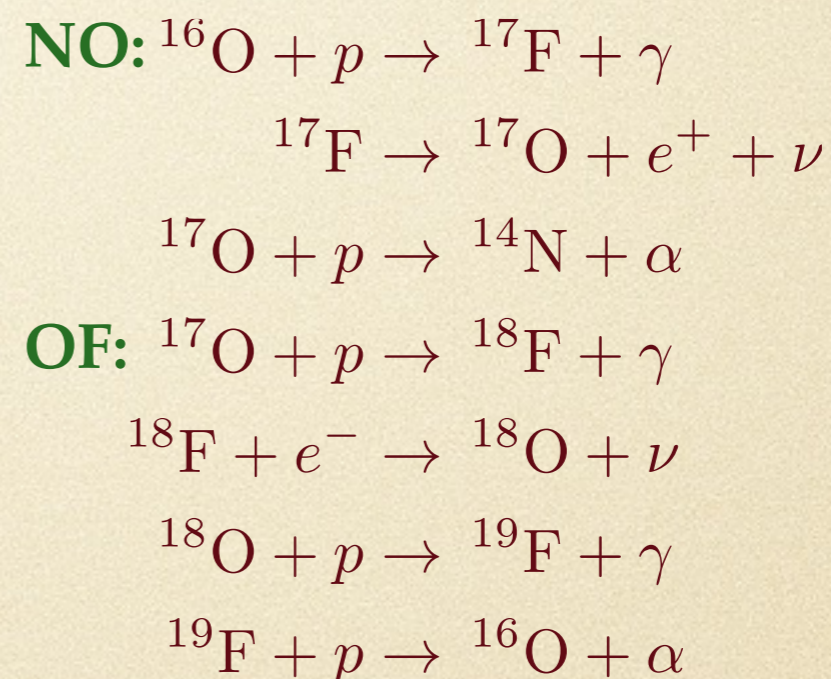 NO: ¹⁶O + p → ¹⁷F + γ
¹⁷F → ¹⁷O + e⁺ + ν
¹⁷O + p → ¹⁴N + α
OF: ¹⁷O + p → ¹⁸F + γ
¹⁸F + e⁻ → ¹⁸O + ν
¹⁸O + p → ¹⁹F + γ
¹⁹F + p → ¹⁶O + α